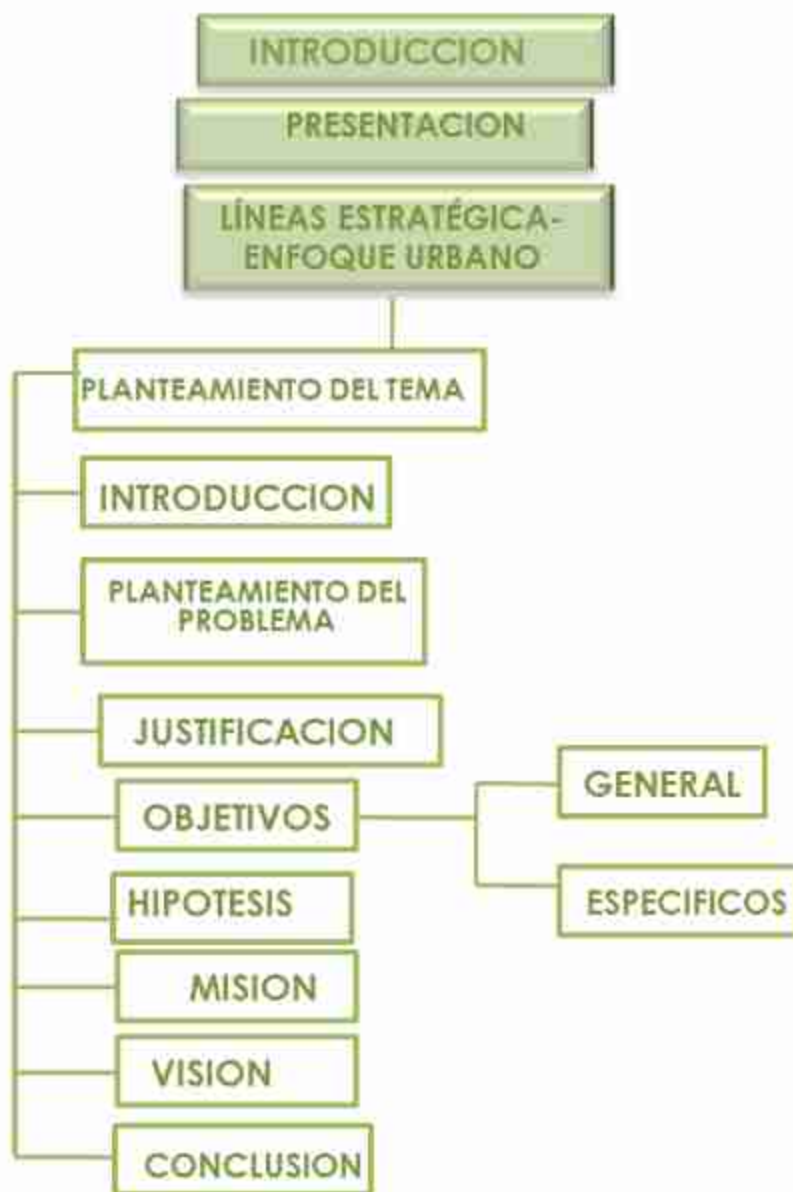 INTRODUCCION
PRESENTACION
LÍNEAS ESTRATÉGICA-
ENFOQUE URBANO
PLANTEAMIENTO DEL TEMA
INTRODUCCION
PLANTEAMIENTO DEL
PROBLEMA
JUSTIFICACION
OBJETIVOS
GENERAL
ESPECIFICOS
HIPOTESIS
MISION
VISION
CONCLUSION